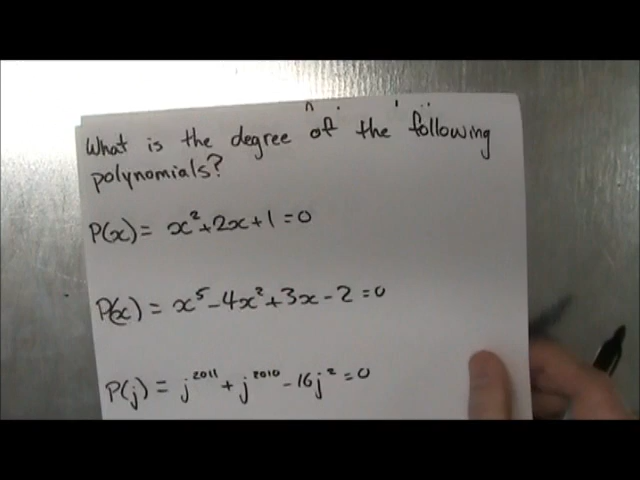 What is the degree of the following
polynomials?
P(x) = x²+2x+1=0
P(x) = x⁵-4x²+3x-2=0
P(j) = j²⁰¹¹+j²⁰¹⁰-16j²=0